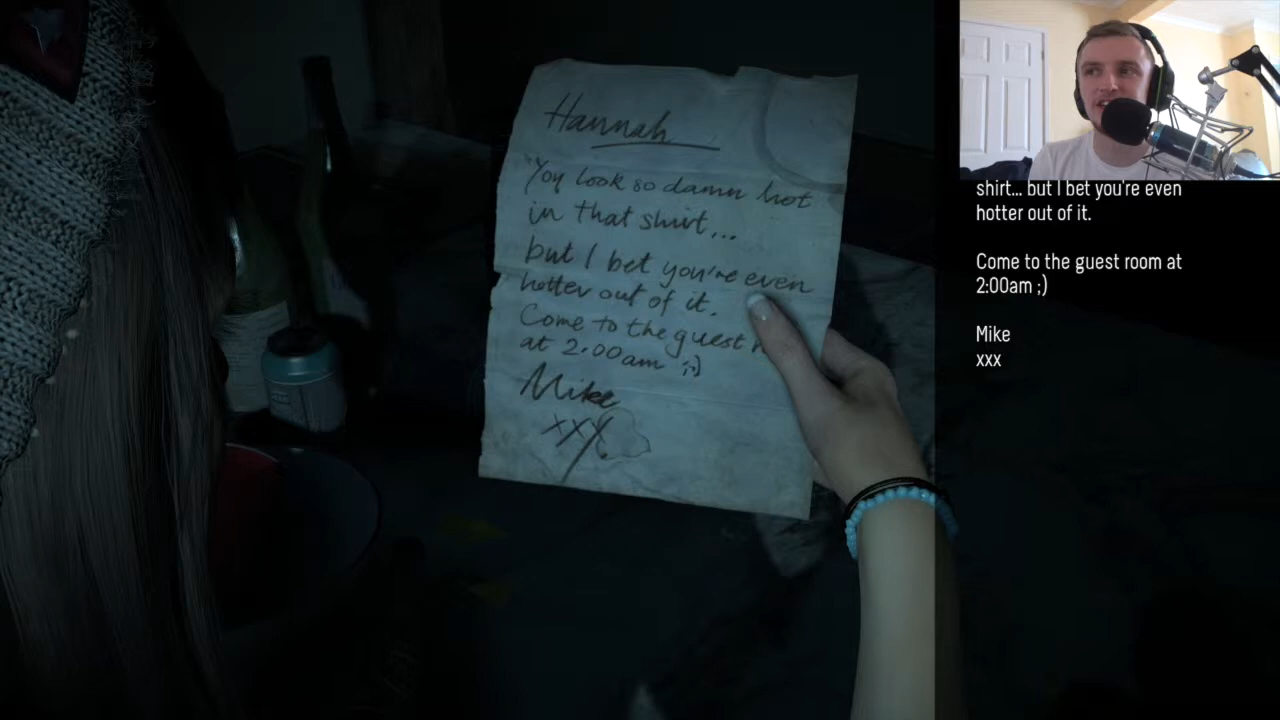 Hannah
You look so damn hot
in that shirt...
but I bet you're even
hotter out of it.
Come to the guest
at 2.00am ;)
Mike
xxx
shirt... but I bet you're even
hotter out of it.
Come to the guest room at
2:00am ;)
Mike
xxx